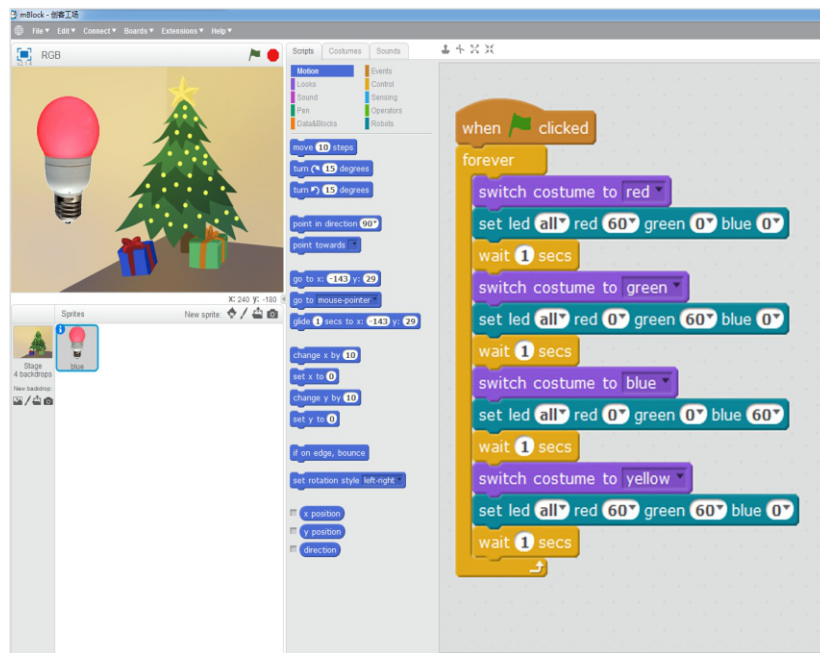 mBlock - 创客工场
File Edit Connect Boards Extensions Help
RGB
X: 240 y: -180
Sprites New sprite:
Stage
4 backdrops
New backdrop:
blue
Scripts Costumes Sounds
Motion Events
Looks Control
Sound Sensing
Pen Operators
Data&Blocks Robots
move 10 steps
turn 15 degrees
turn 15 degrees
point in direction 90
point towards
go to x: -143 y: 29
go to mouse-pointer
glide 1 secs to x: -143 y: 29
change x by 10
set x to 0
change y by 10
set y to 0
if on edge, bounce
set rotation style left-right
x position
y position
direction
when clicked
forever
switch costume to red
set led all red 60 green 0 blue 0
wait 1 secs
switch costume to green
set led all red 0 green 60 blue 0
wait 1 secs
switch costume to blue
set led all red 0 green 0 blue 60
wait 1 secs
switch costume to yellow
set led all red 60 green 60 blue 0
wait 1 secs